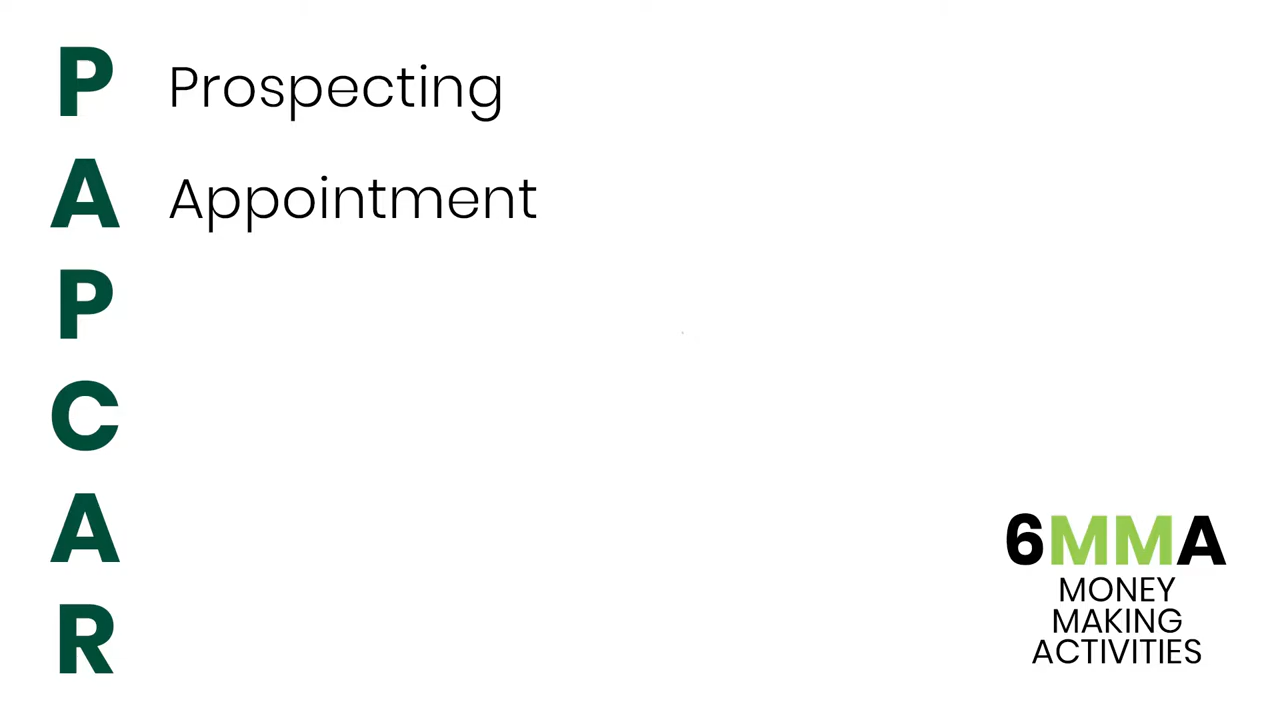 P Prospecting
A Appointment
P
C
A
R
6MMA
MONEY
MAKING
ACTIVITIES